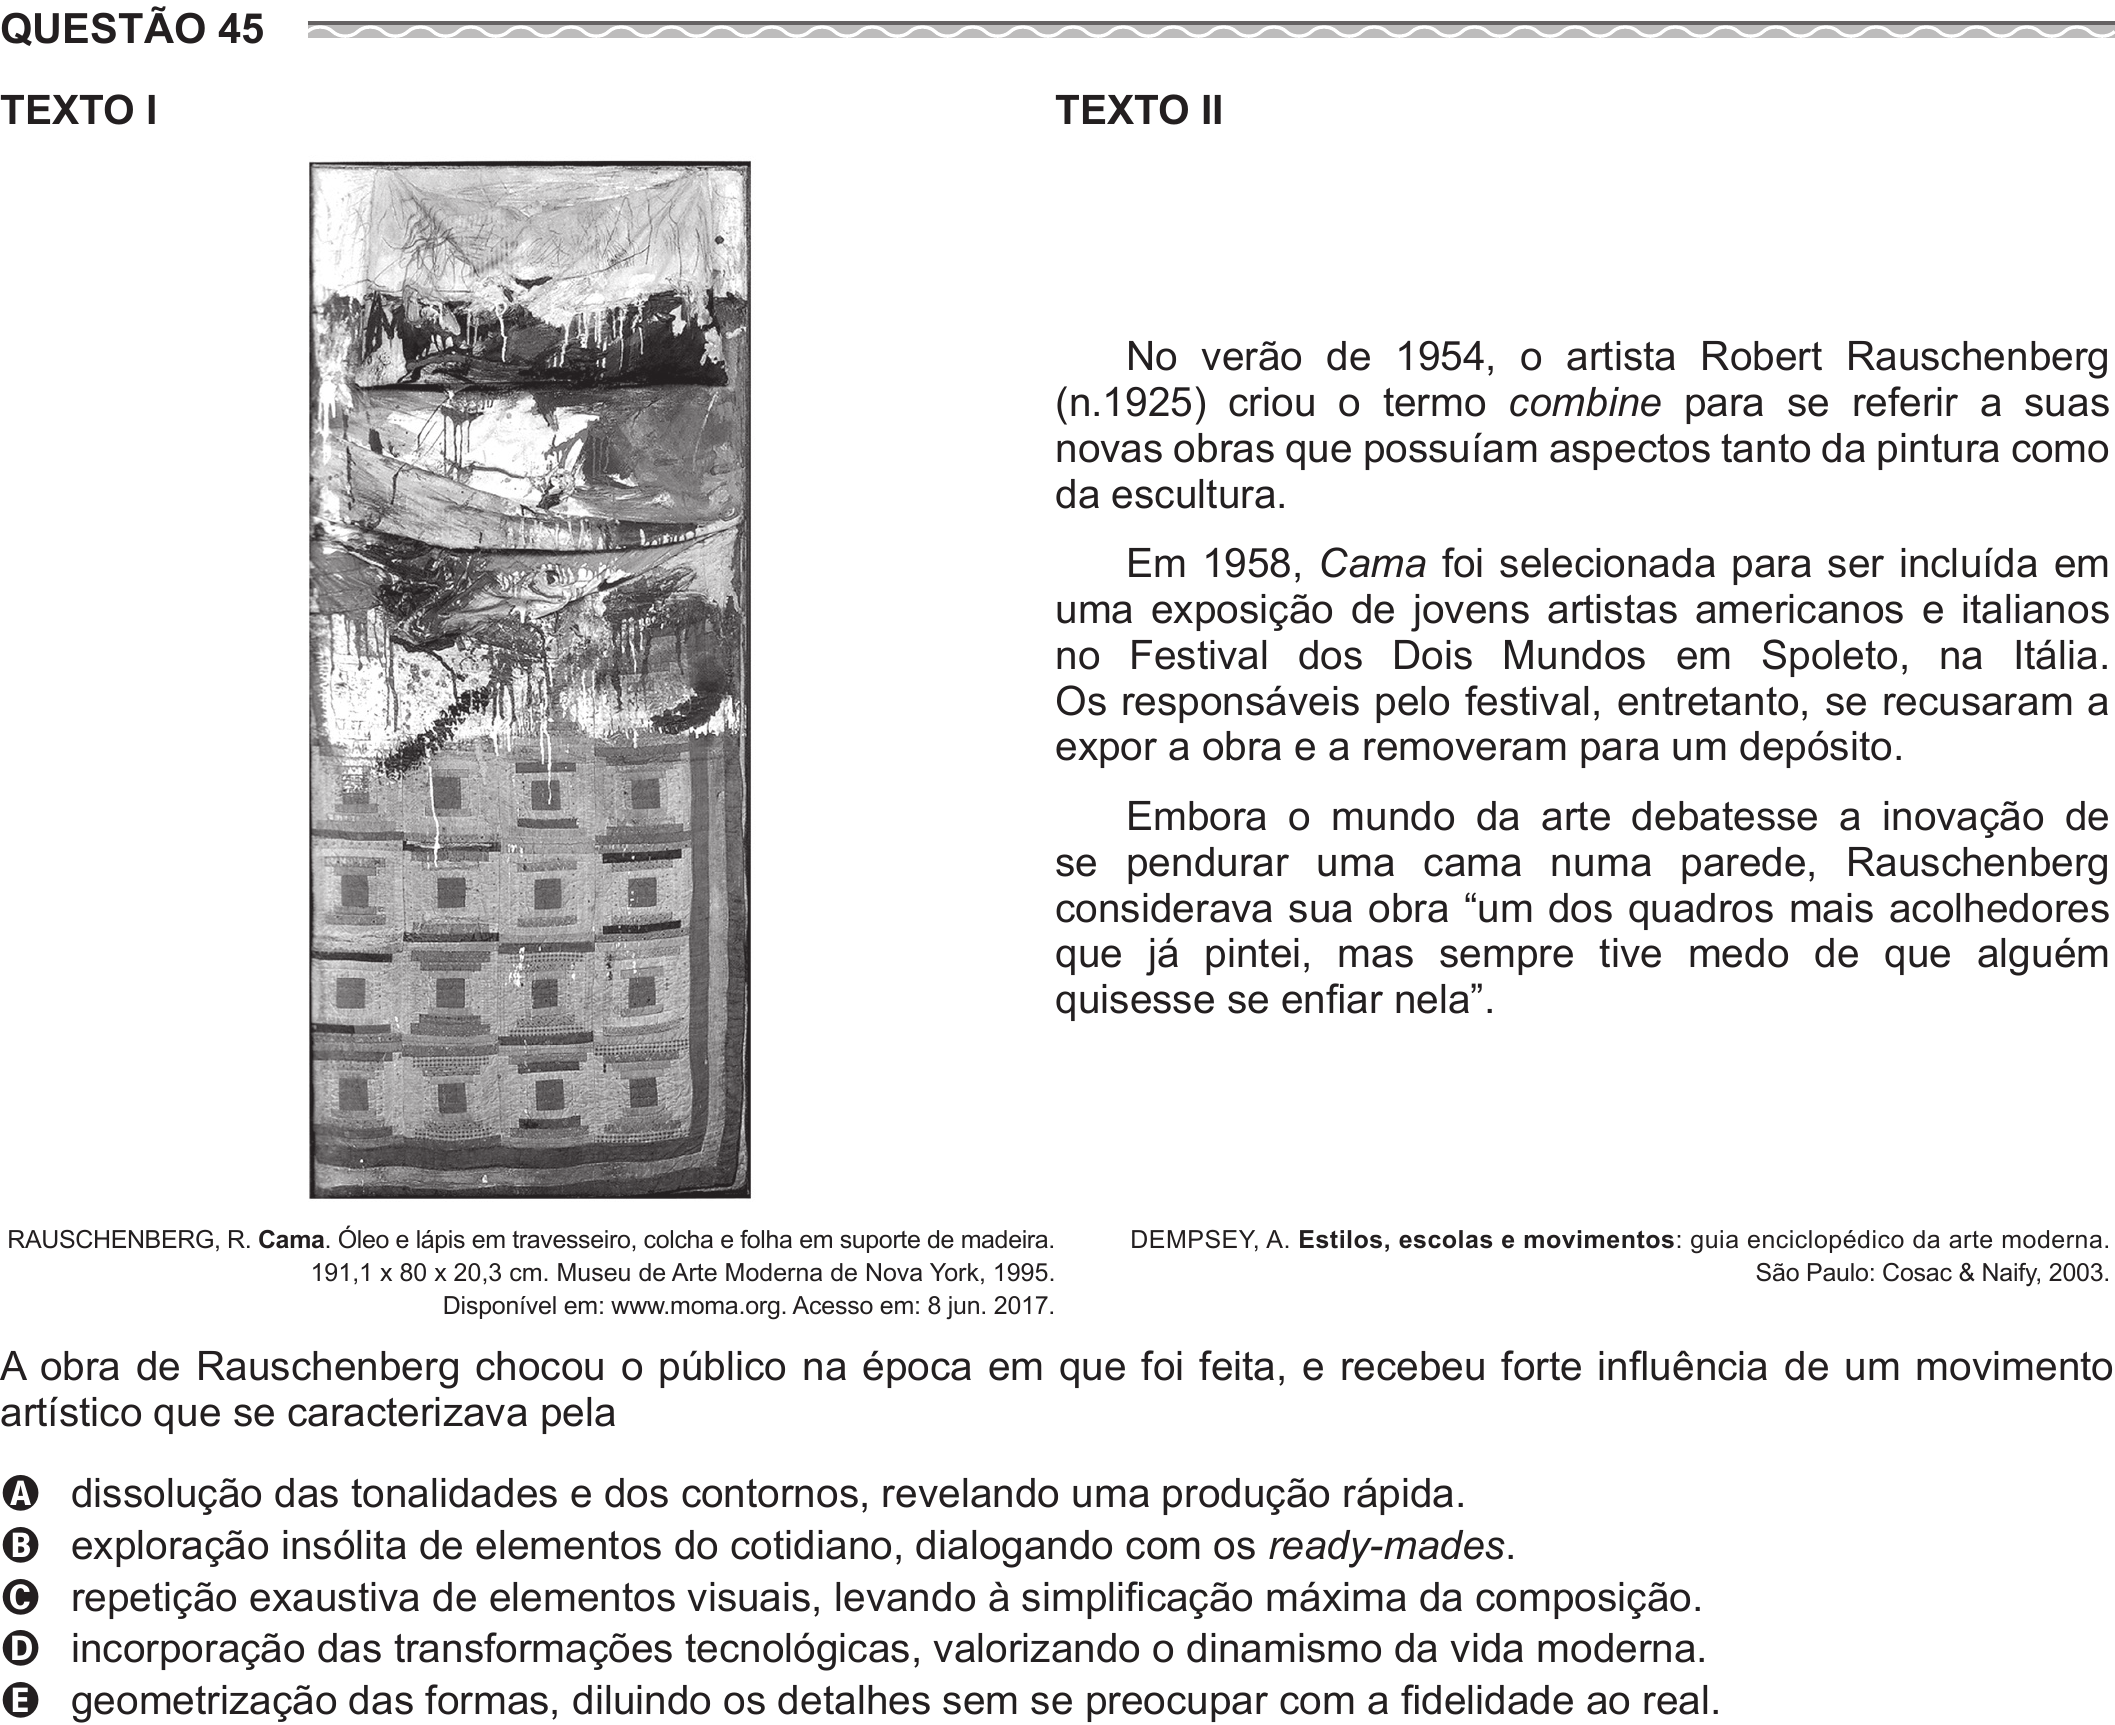 QUESTÃO 45
TEXTO I
RAUSCHENBERG, R. Cama. Óleo e lápis em travesseiro, colcha e folha em suporte de madeira.
191,1 x 80 x 20,3 cm. Museu de Arte Moderna de Nova York, 1995.
Disponível em: www.moma.org. Acesso em: 8 jun. 2017.
TEXTO II
No verão de 1954, o artista Robert Rauschenberg
(n.1925) criou o termo combine para se referir a suas
novas obras que possuíam aspectos tanto da pintura como
da escultura.
Em 1958, Cama foi selecionada para ser incluída em
uma exposição de jovens artistas americanos e italianos
no Festival dos Dois Mundos em Spoleto, na Itália.
Os responsáveis pelo festival, entretanto, se recusaram a
expor a obra e a removeram para um depósito.
Embora o mundo da arte debatesse a inovação de
se pendurar uma cama numa parede, Rauschenberg
considerava sua obra “um dos quadros mais acolhedores
que já pintei, mas sempre tive medo de que alguém
quisesse se enfiar nela”.
DEMPSEY, A. Estilos, escolas e movimentos: guia enciclopédico da arte moderna.
São Paulo: Cosac & Naify, 2003.
A obra de Rauschenberg chocou o público na época em que foi feita, e recebeu forte influência de um movimento
artístico que se caracterizava pela
A dissolução das tonalidades e dos contornos, revelando uma produção rápida.
B exploração insólita de elementos do cotidiano, dialogando com os ready-mades.
C repetição exaustiva de elementos visuais, levando à simplificação máxima da composição.
D incorporação das transformações tecnológicas, valorizando o dinamismo da vida moderna.
E geometrização das formas, diluindo os detalhes sem se preocupar com a fidelidade ao real.